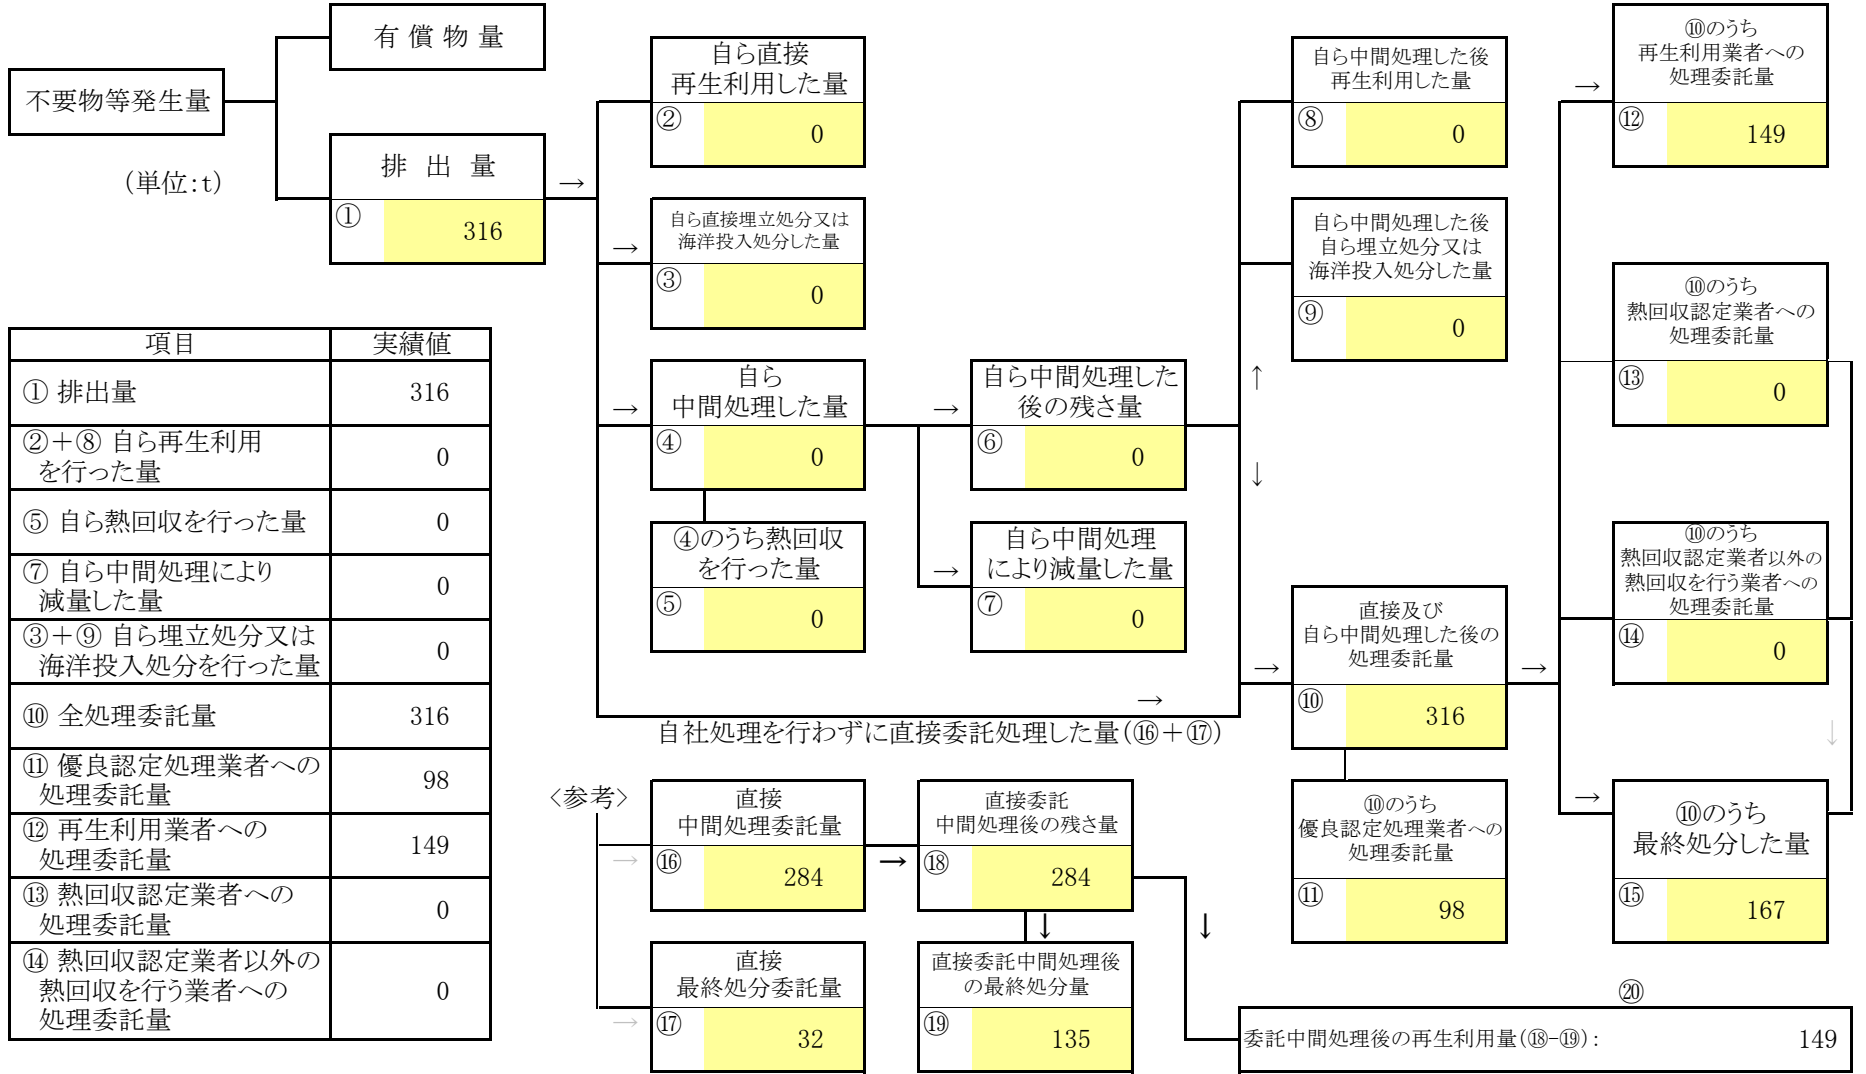 有 償 物 量
不要物等発生量
(単位:t)
排 出 量
→
① 316
自ら直接
再生利用した量
② 0
→
自ら直接埋立処分又は
海洋投入処分した量
③ 0
→
自ら
中間処理した量
④ 0
④のうち熱回収
を行った量
⑤ 0
→
自ら中間処理した
後の残さ量
⑥ 0
→
自ら中間処理
により減量した量
⑦ 0
↑
↓
自ら中間処理した後
再生利用した量
⑧ 0
自ら中間処理した後
自ら埋立処分又は
海洋投入処分した量
⑨ 0
→
直接及び
自ら中間処理した後の
処理委託量
⑩ 316
→
自社処理を行わずに直接委託処理した量(⑯+⑰)
⑩のうち
優良認定処理業者への
処理委託量
⑪ 98
→
→
⑩のうち
再生利用業者への
処理委託量
⑫ 149
⑩のうち
熱回収認定業者への
処理委託量
⑬ 0
⑩のうち
熱回収認定業者以外の
熱回収を行う業者への
処理委託量
⑭ 0
↓
→
⑩のうち
最終処分した量
⑮ 167
項目 実績値
① 排出量 316
②+⑧ 自ら再生利用
を行った量 0
⑤ 自ら熱回収を行った量 0
⑦ 自ら中間処理により
減量した量 0
③+⑨ 自ら埋立処分又は
海洋投入処分を行った量 0
⑩ 全処理委託量 316
⑪ 優良認定処理業者への
処理委託量 98
⑫ 再生利用業者への
処理委託量 149
⑬ 熱回収認定業者への
処理委託量 0
⑭ 熱回収認定業者以外の
熱回収を行う業者への
処理委託量 0
<参考>
→
直接
中間処理委託量
⑯ 284
→
直接委託
中間処理後の残さ量
⑱ 284
↓
↓
→
直接
最終処分委託量
⑰ 32
直接委託中間処理後
の最終処分量
⑲ 135
⑳
委託中間処理後の再生利用量(⑱-⑲): 149